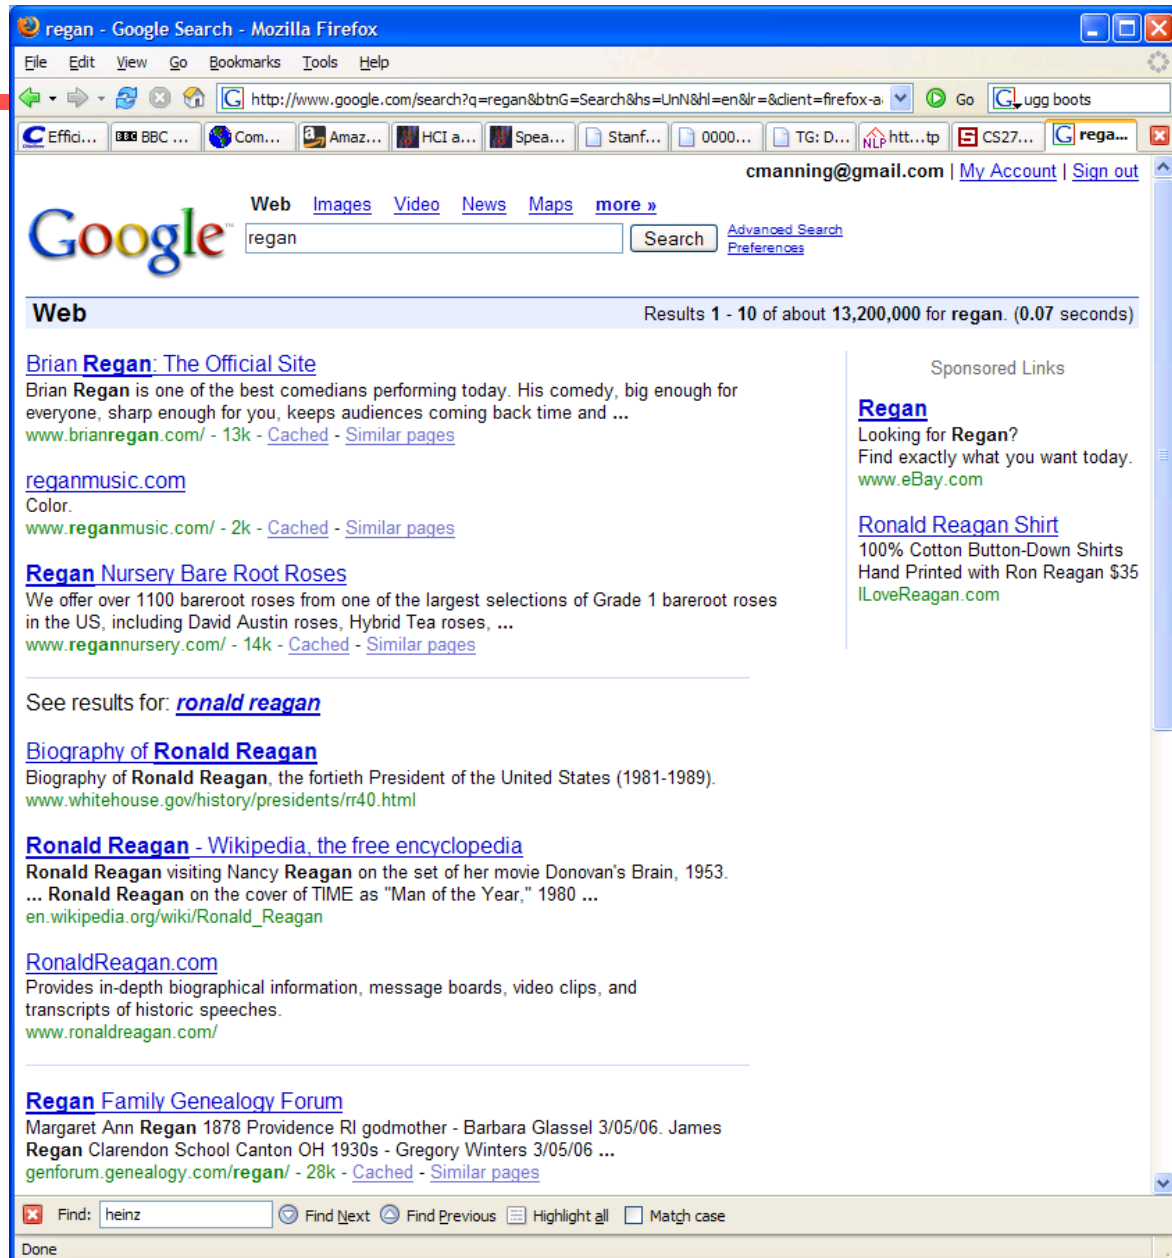 regan - Google Search - Mozilla Firefox
File Edit View Go Bookmarks Tools Help
http://www.google.com/search?q=regan&btnG=Search&hs=UnN&hl=en&lr=&client=firefox-a Go ugg boots
Effici... BBC ... Com... Amaz... HCI a... Spea... Stanf... 0000... TG: D... htt...tp CS27... rega...
cmanning@gmail.com | My Account | Sign out
Web Images Video News Maps more »
Google™ regan Search Advanced Search
Preferences
Web Results 1 - 10 of about 13,200,000 for regan. (0.07 seconds)
Brian Regan: The Official Site
Brian Regan is one of the best comedians performing today. His comedy, big enough for
everyone, sharp enough for you, keeps audiences coming back time and ...
www.brianregan.com/ - 13k - Cached - Similar pages
reganmusic.com
Color.
www.reganmusic.com/ - 2k - Cached - Similar pages
Regan Nursery Bare Root Roses
We offer over 1100 bareroot roses from one of the largest selections of Grade 1 bareroot roses
in the US, including David Austin roses, Hybrid Tea roses, ...
www.regannursery.com/ - 14k - Cached - Similar pages
See results for: ronald reagan
Biography of Ronald Reagan
Biography of Ronald Reagan, the fortieth President of the United States (1981-1989).
www.whitehouse.gov/history/presidents/rr40.html
Ronald Reagan - Wikipedia, the free encyclopedia
Ronald Reagan visiting Nancy Reagan on the set of her movie Donovan's Brain, 1953.
... Ronald Reagan on the cover of TIME as "Man of the Year," 1980 ...
en.wikipedia.org/wiki/Ronald_Reagan
RonaldReagan.com
Provides in-depth biographical information, message boards, video clips, and
transcripts of historic speeches.
www.ronaldreagan.com/
Regan Family Genealogy Forum
Margaret Ann Regan 1878 Providence RI godmother - Barbara Glassel 3/05/06. James
Regan Clarendon School Canton OH 1930s - Gregory Winters 3/05/06 ...
genforum.genealogy.com/regan/ - 28k - Cached - Similar pages
Sponsored Links
Regan
Looking for Regan?
Find exactly what you want today.
www.eBay.com
Ronald Reagan Shirt
100% Cotton Button-Down Shirts
Hand Printed with Ron Reagan $35
ILoveReagan.com
Find: heinz Find Next Find Previous Highlight all Match case
Done